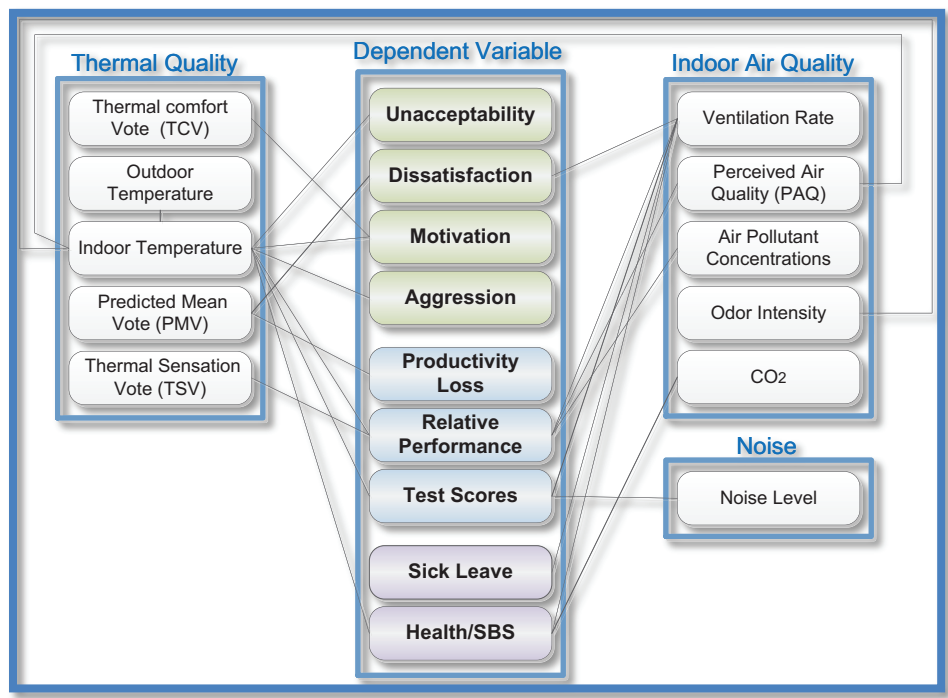 Thermal Quality
Thermal comfort
Vote (TCV)
Outdoor
Temperature
Indoor Temperature
Predicted Mean
Vote (PMV)
Thermal Sensation
Vote (TSV)
Dependent Variable
Unacceptability
Dissatisfaction
Motivation
Aggression
Productivity
Loss
Relative
Performance
Test Scores
Sick Leave
Health/SBS
Indoor Air Quality
Ventilation Rate
Perceived Air
Quality (PAQ)
Air Pollutant
Concentrations
Odor Intensity
CO2
Noise
Noise Level